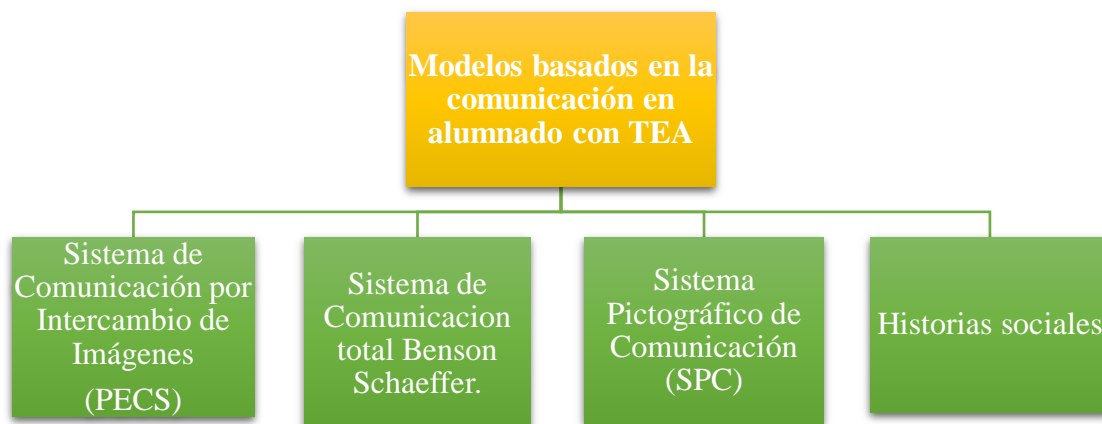 Modelos basados en la
comunicación en
alumnado con TEA
Sistema de
Comunicación por
Intercambio de
Imágenes
(PECS)
Sistema de
Comunicacion
total Benson
Schaeffer.
Sistema
Pictográfico de
Comunicación
(SPC)
Historias sociales